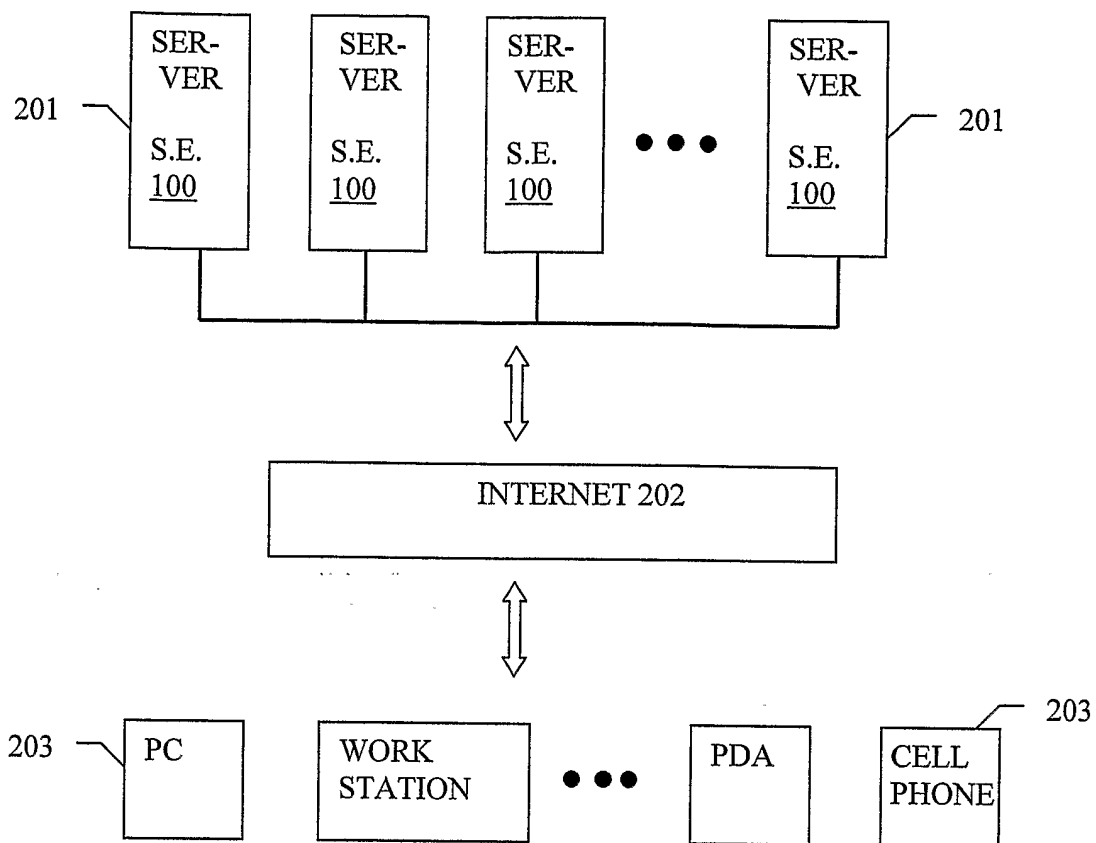 SER-
VER
S.E.
100
SER-
VER
S.E.
100
SER-
VER
S.E.
100
SER-
VER
S.E.
100
201
201
INTERNET 202
203
PC
WORK
STATION
PDA
CELL
PHONE
203